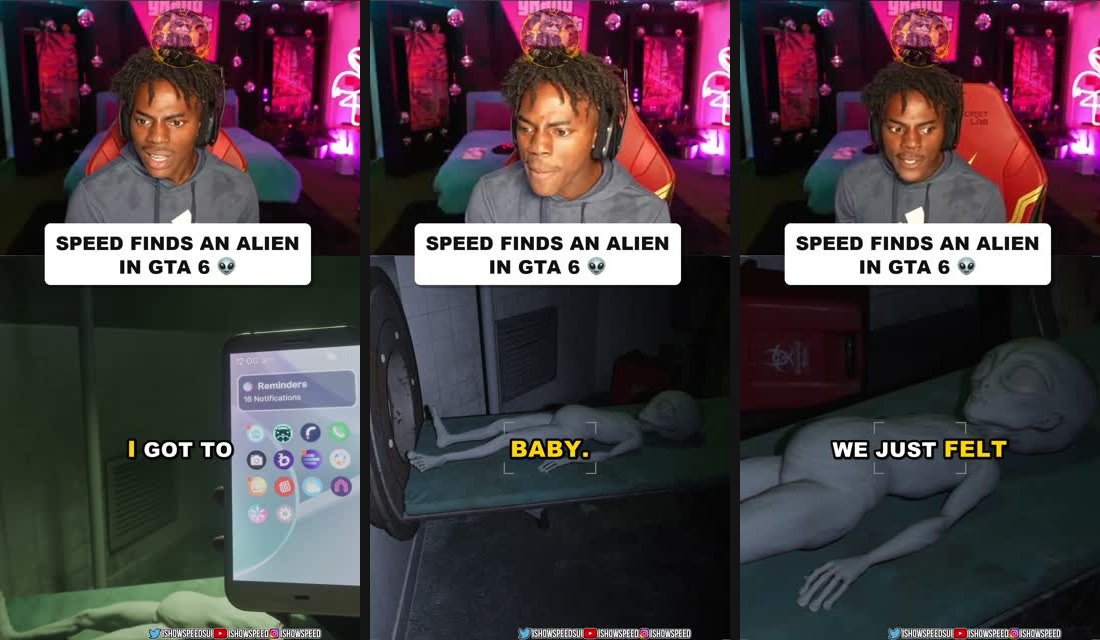 SPEED FINDS AN ALIEN
IN GTA 6 👽
12:00 am
Reminders
16 Notifications
I GOT TO
ISHOWSPEEDSUI ISHOWSPEED ISHOWSPEED
SPEED FINDS AN ALIEN
IN GTA 6 👽
BABY.
ISHOWSPEEDSUI ISHOWSPEED ISHOWSPEED
SPEED FINDS AN ALIEN
IN GTA 6 👽
WE JUST FELT
ISHOWSPEEDSUI ISHOWSPEED ISHOWSPEED